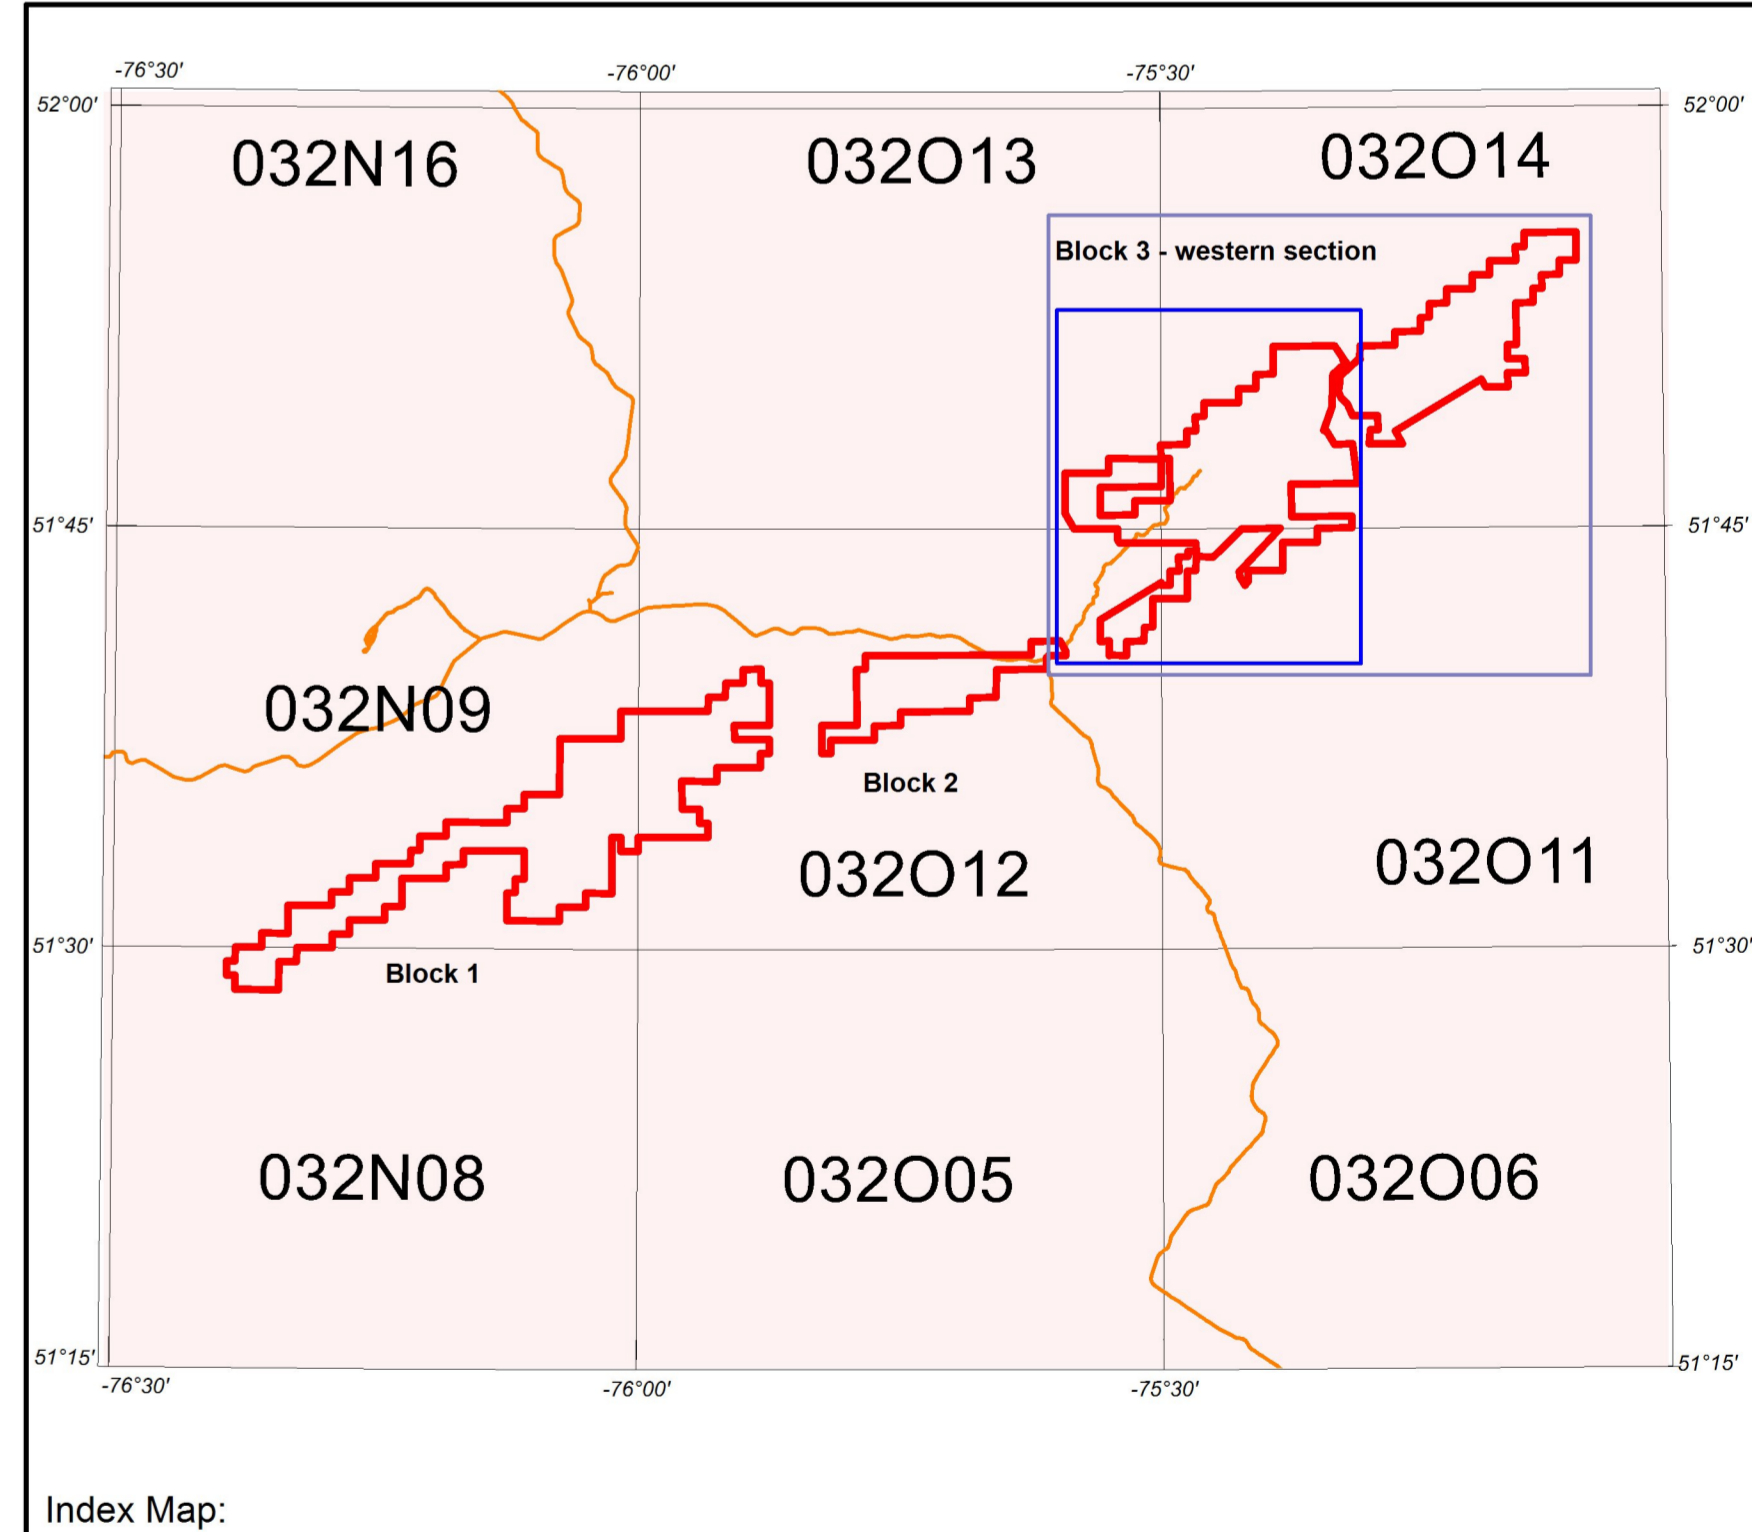 -76°30' -76°00' -75°30'
52°00' 52°00'
032N16 032O13 032O14
Block 3 - western section
51°45' 51°45'
032N09
Block 2
032O12 032O11
51°30' 51°30'
Block 1
032N08 032O05 032O06
51°15' 51°15'
-76°30' -76°00' -75°30'
Index Map: